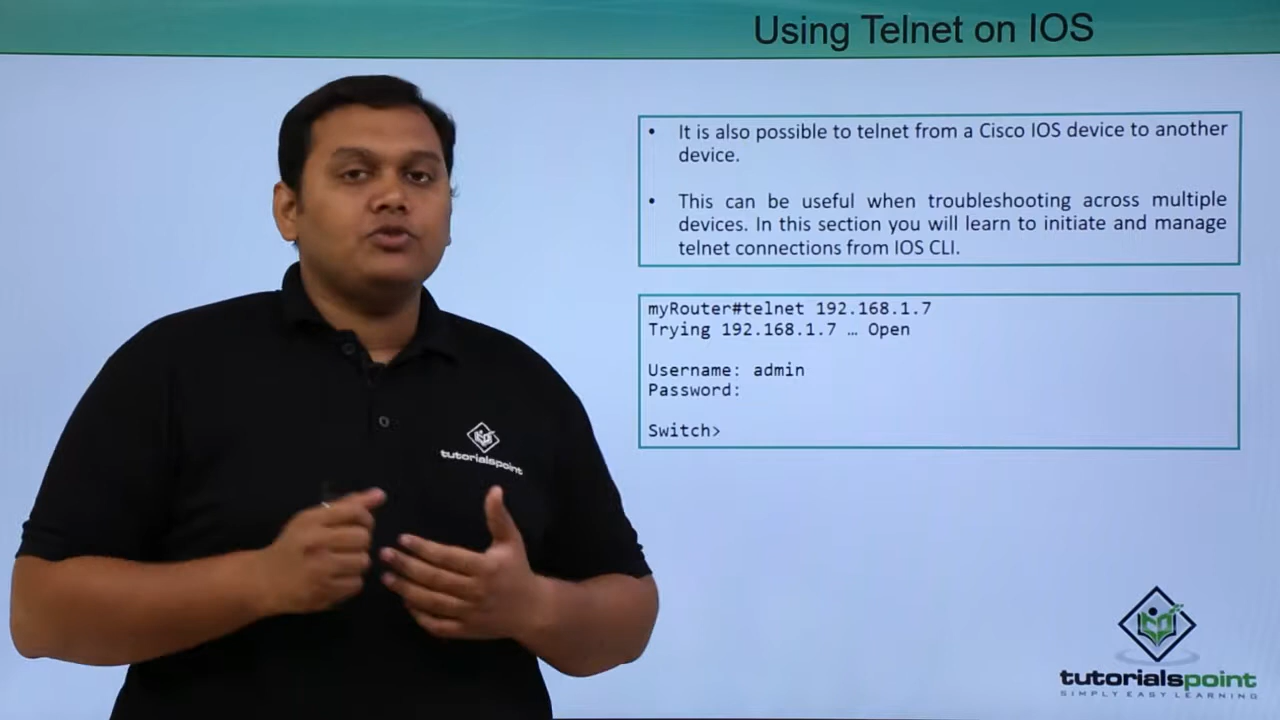 Using Telnet on IOS
• It is also possible to telnet from a Cisco IOS device to another
device.
• This can be useful when troubleshooting across multiple
devices. In this section you will learn to initiate and manage
telnet connections from IOS CLI.
myRouter#telnet 192.168.1.7
Trying 192.168.1.7 … Open
Username: admin
Password:
Switch>
tutorialspoint
tutorialspoint
SIMPLY EASY LEARNING